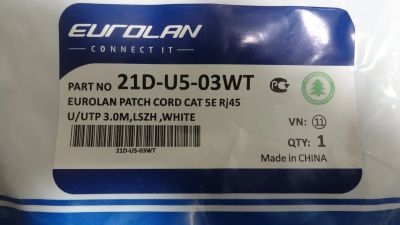 EUROLAN
CONNECT IT
PART NO 21D-U5-03WT
EUROLAN PATCH CORD CAT 5E Rj45
U/UTP 3.0M,LSZH ,WHITE
VN: 11
21D-U5-03WT
QTY: 1
Made in CHINA